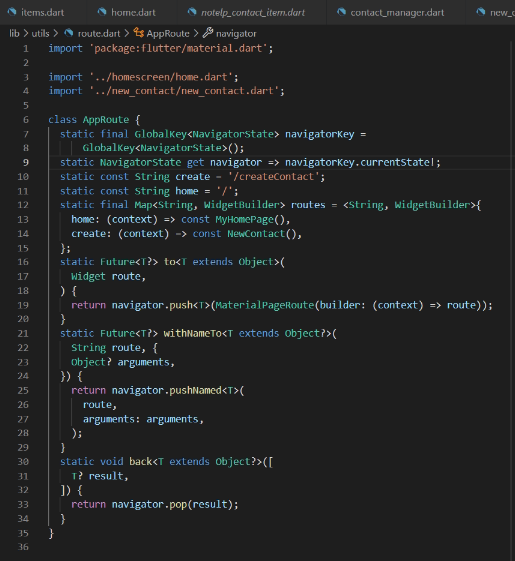 items.dart home.dart notelp_contact_item.dart contact_manager.dart new_c
lib > utils > route.dart > AppRoute > navigator
1 import 'package:flutter/material.dart';
2
3 import '../homescreen/home.dart';
4 import '../new_contact/new_contact.dart';
5
6 class AppRoute {
7 static final GlobalKey<NavigatorState> navigatorKey =
8 GlobalKey<NavigatorState>();
9 static NavigatorState get navigator => navigatorKey.currentState!;
10 static const String create = '/createContact';
11 static const String home = '/';
12 static final Map<String, WidgetBuilder> routes = <String, WidgetBuilder>{
13 home: (context) => const MyHomePage(),
14 create: (context) => const NewContact(),
15 };
16 static Future<T?> to<T extends Object>(
17 Widget route,
18 ) {
19 return navigator.push<T>(MaterialPageRoute(builder: (context) => route));
20 }
21 static Future<T?> withNameTo<T extends Object?>(
22 String route, {
23 Object? arguments,
24 }) {
25 return navigator.pushNamed<T>(
26 route,
27 arguments: arguments,
28 );
29 }
30 static void back<T extends Object?>([
31 T? result,
32 ]) {
33 return navigator.pop(result);
34 }
35 }
36